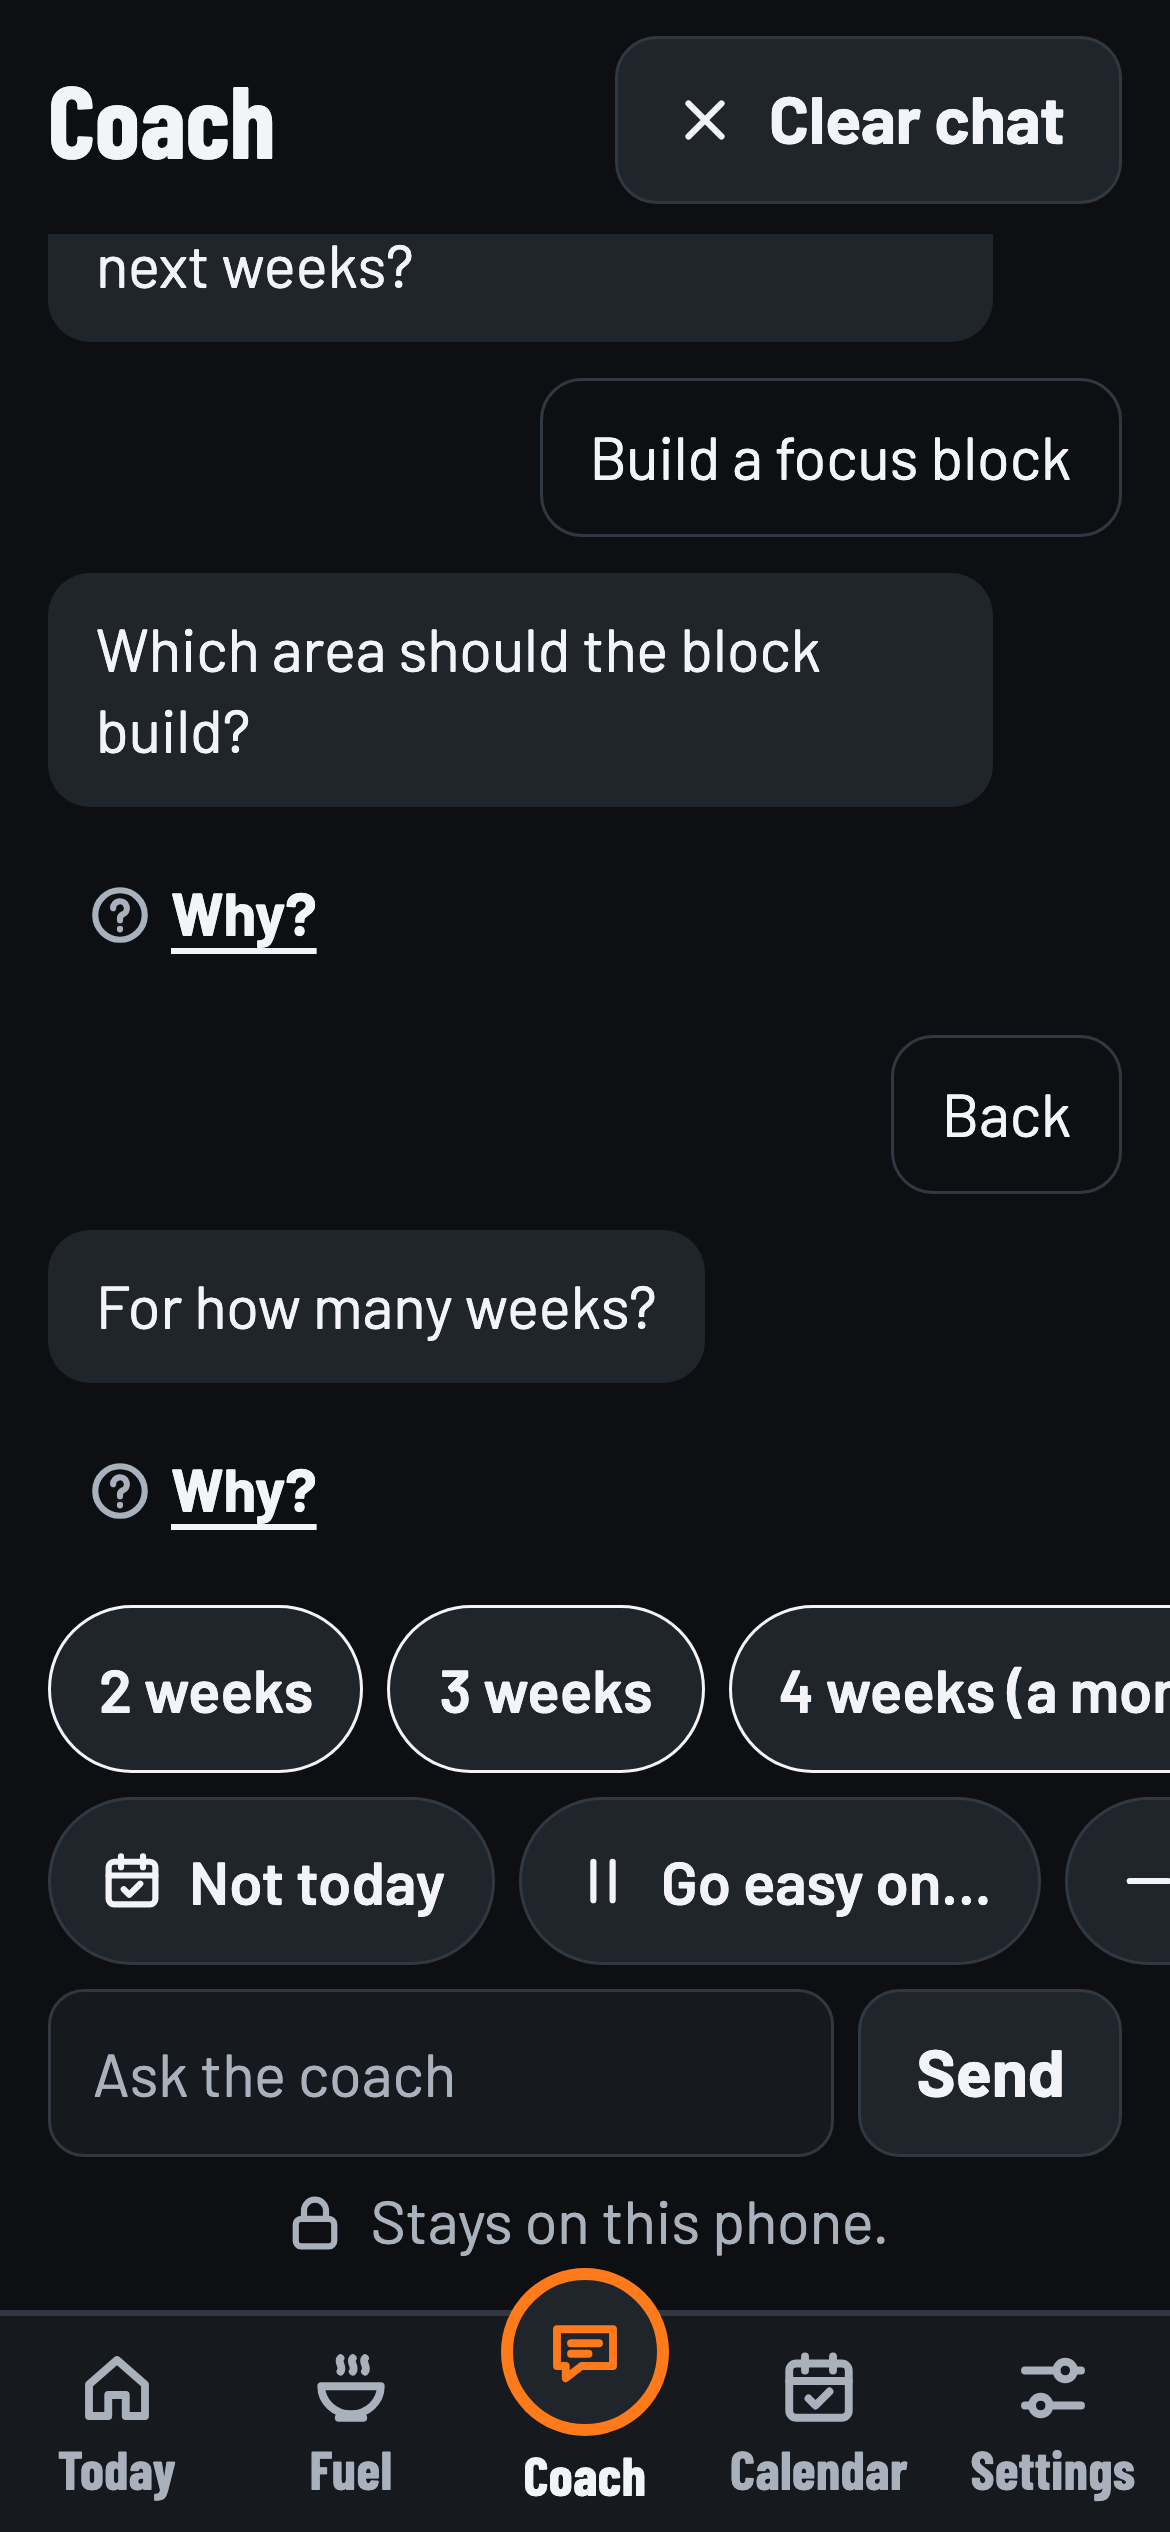 Coach
Clear chat
next weeks?
Build a focus block
Which area should the block
build?
Why?
Back
For how many weeks?
Why?
2 weeks
3 weeks
4 weeks (a mon
Not today
Go easy on...
Ask the coach
Send
Stays on this phone.
Today
Fuel
Coach
Calendar
Settings